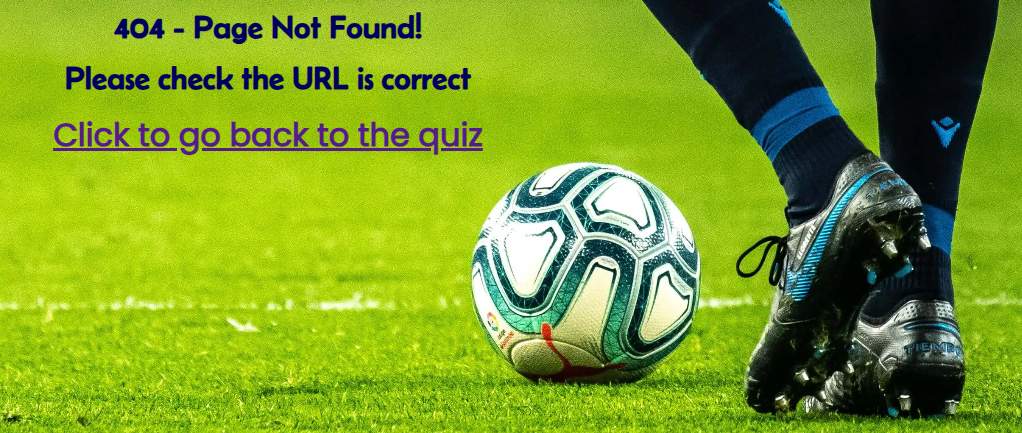 404 - Page Not Found!
Please check the URL is correct
Click to go back to the quiz